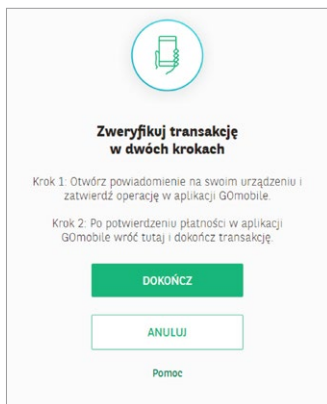 Zweryfikuj transakcję
w dwóch krokach
Krok 1: Otwórz powiadomienie na swoim urządzeniu i
zatwierdź operację w aplikacji GOmobile.
Krok 2: Po potwierdzeniu płatności w aplikacji
GOmobile wróć tutaj i dokończ transakcję.
DOKOŃCZ
ANULUJ
Pomoc